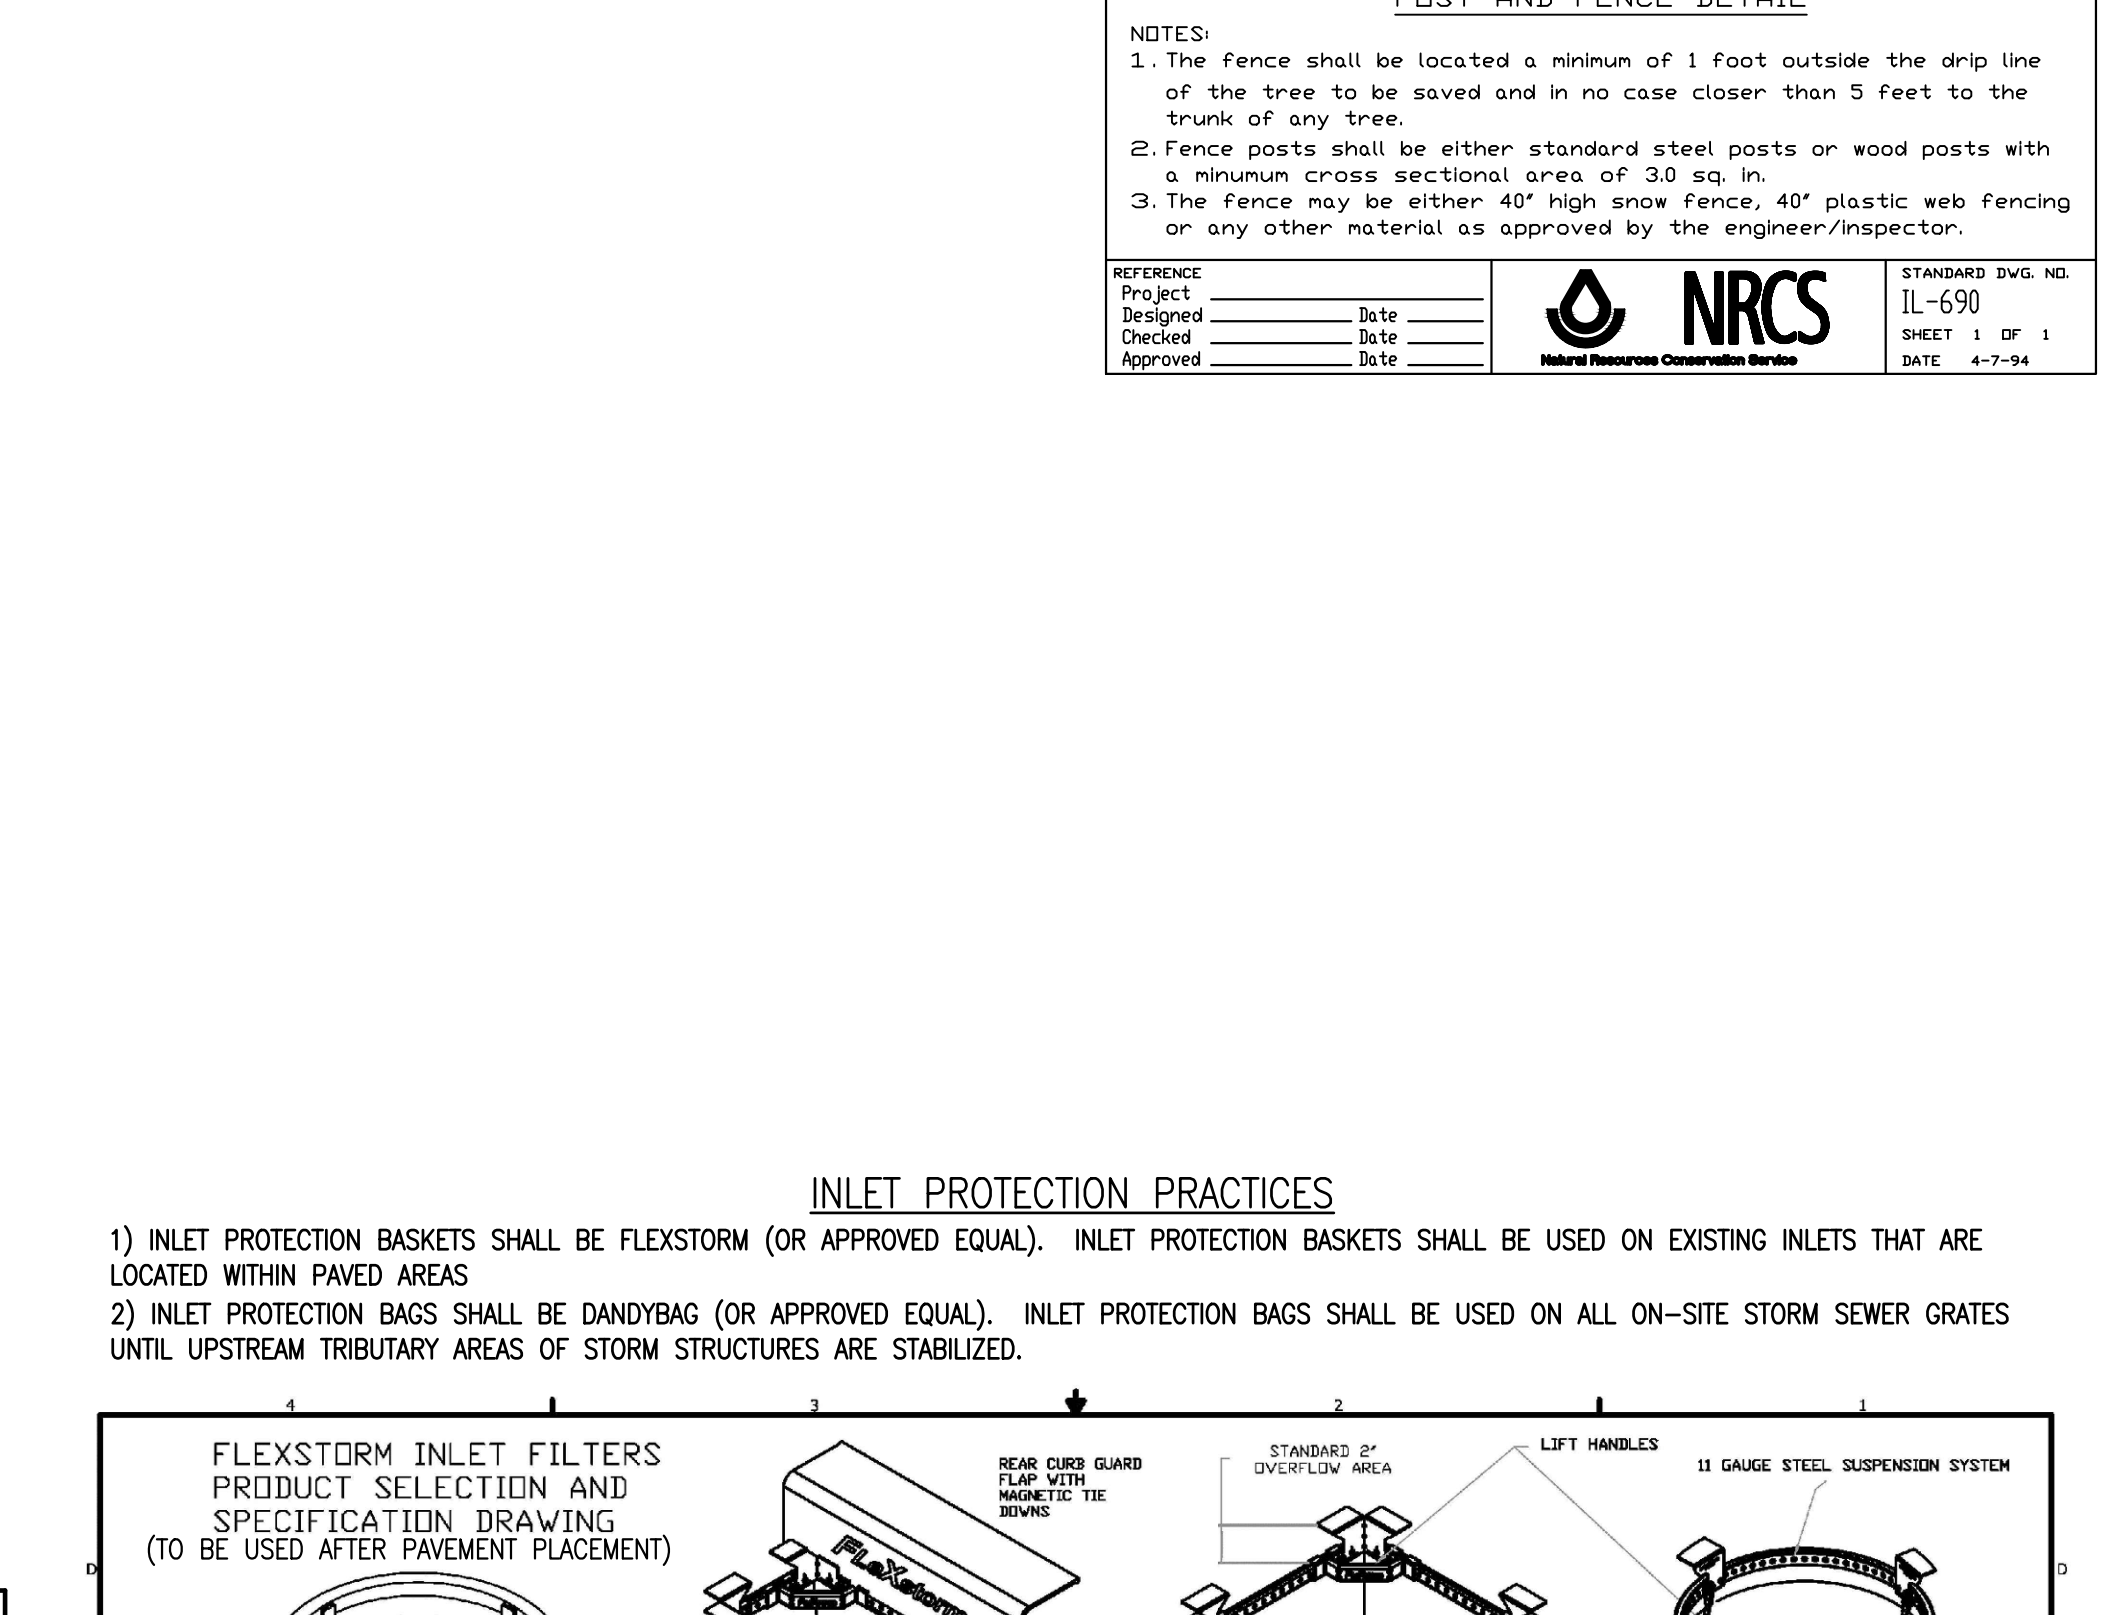 POST AND FENCE DETAIL
NOTES:
1. The fence shall be located a minimum of 1 foot outside the drip line
of the tree to be saved and in no case closer than 5 feet to the
trunk of any tree.
2. Fence posts shall be either standard steel posts or wood posts with
a minumum cross sectional area of 3.0 sq. in.
3. The fence may be either 40" high snow fence, 40" plastic web fencing
or any other material as approved by the engineer/inspector.
REFERENCE
Project
Designed Date
Checked Date
Approved Date
NRCS
Natural Resources Conservation Service
STANDARD DWG. NO.
IL-690
SHEET 1 OF 1
DATE 4-7-94
INLET PROTECTION PRACTICES
1) INLET PROTECTION BASKETS SHALL BE FLEXSTORM (OR APPROVED EQUAL). INLET PROTECTION BASKETS SHALL BE USED ON EXISTING INLETS THAT ARE
LOCATED WITHIN PAVED AREAS
2) INLET PROTECTION BAGS SHALL BE DANDYBAG (OR APPROVED EQUAL). INLET PROTECTION BAGS SHALL BE USED ON ALL ON-SITE STORM SEWER GRATES
UNTIL UPSTREAM TRIBUTARY AREAS OF STORM STRUCTURES ARE STABILIZED.
4 3 2 1
FLEXSTORM INLET FILTERS
PRODUCT SELECTION AND
SPECIFICATION DRAWING
(TO BE USED AFTER PAVEMENT PLACEMENT)
REAR CURB GUARD
FLAP WITH
MAGNETIC TIE
DOWNS
FLeXstorm
STANDARD 2"
OVERFLOW AREA
LIFT HANDLES
11 GAUGE STEEL SUSPENSION SYSTEM
D
D